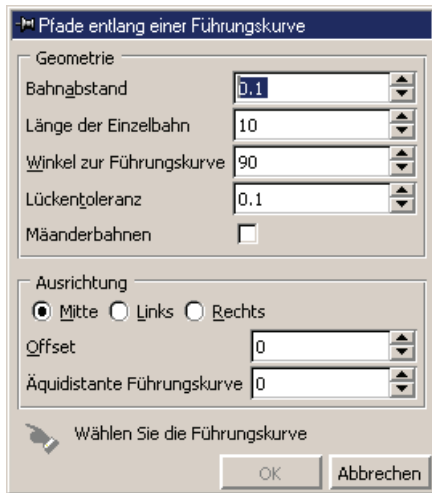 Pfade entlang einer Führungskurve
Geometrie
Bahnabstand 0.1
Länge der Einzelbahn 10
Winkel zur Führungskurve 90
Lückentoleranz 0.1
Mäanderbahnen
Ausrichtung
Mitte Links Rechts
Offset 0
Äquidistante Führungskurve 0
Wählen Sie die Führungskurve
OK Abbrechen